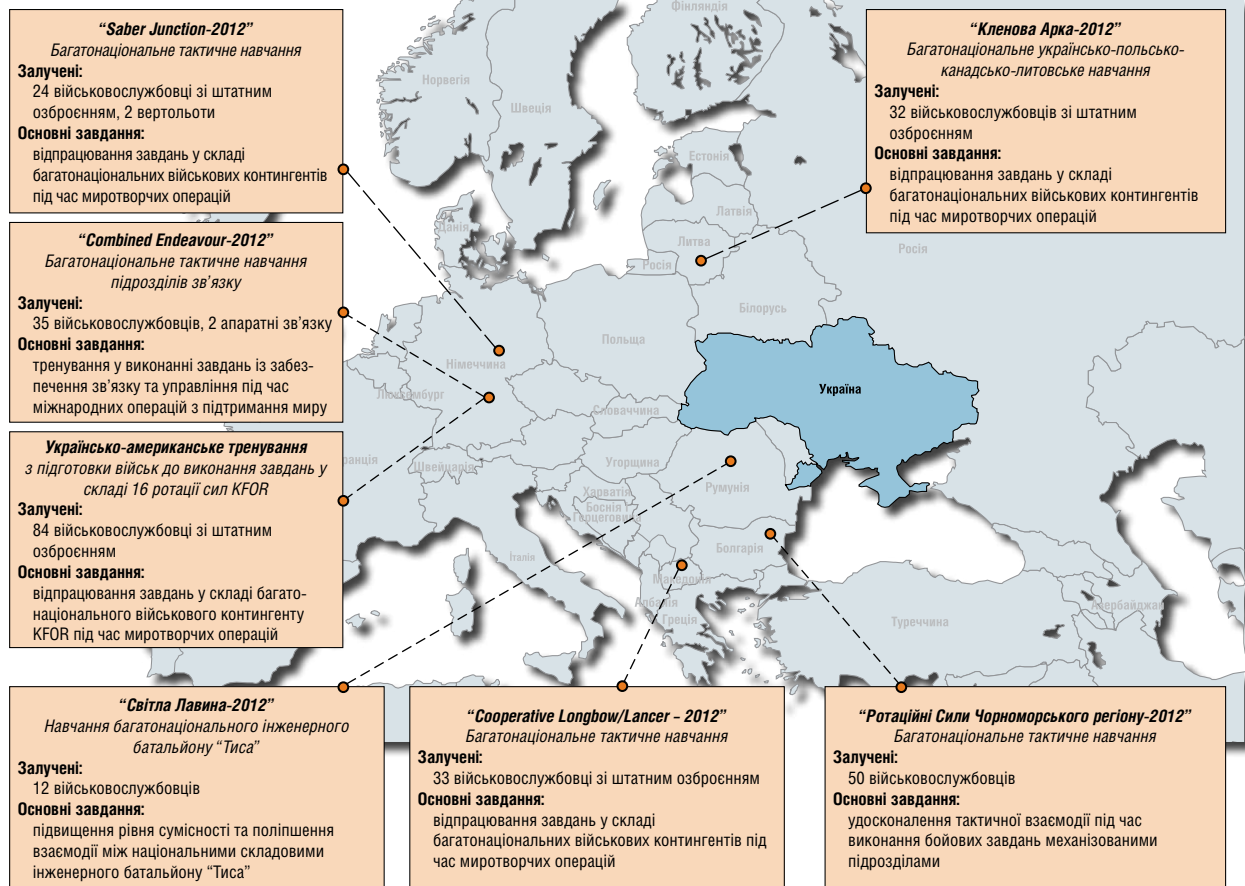 “Saber Junction-2012”
Багатонаціональне тактичне навчання
Залучені:
24 військовослужбовці зі штатним
озброєнням, 2 вертольоти
Основні завдання:
відпрацювання завдань у складі
багатонаціональних військових контингентів
під час миротворчих операцій
“Combined Endeavour-2012”
Багатонаціональне тактичне навчання
підрозділів зв’язку
Залучені:
35 військовослужбовців, 2 апаратні зв’язку
Основні завдання:
тренування у виконанні завдань із забез-
печення зв’язку та управління під час
міжнародних операцій з підтримання миру
Українсько-американське тренування
з підготовки військ до виконання завдань у
складі 16 ротації сил KFOR
Залучені:
84 військовослужбовці зі штатним
озброєнням
Основні завдання:
відпрацювання завдань у складі багато-
національного військового контингенту
KFOR під час миротворчих операцій
“Світла Лавина-2012”
Навчання багатонаціонального інженерного
батальйону “Тиса”
Залучені:
12 військовослужбовців
Основні завдання:
підвищення рівня сумісності та поліпшення
взаємодії між національними складовими
інженерного батальйону “Тиса”
“Cooperative Longbow/Lancer – 2012”
Багатонаціональне тактичне навчання
Залучені:
33 військовослужбовці зі штатним озброєнням
Основні завдання:
відпрацювання завдань у складі
багатонаціональних військових контингентів під
час миротворчих операцій
“Ротаційні Сили Чорноморського регіону-2012”
Багатонаціональне тактичне навчання
Залучені:
50 військовослужбовців
Основні завдання:
удосконалення тактичної взаємодії під час
виконання бойових завдань механізованими
підрозділами
“Кленова Арка-2012”
Багатонаціональне українсько-польсько-
канадсько-литовське навчання
Залучені:
32 військовослужбовців зі штатним
озброєнням
Основні завдання:
відпрацювання завдань у складі
багатонаціональних військових контингентів
під час миротворчих операцій
Фінляндія
Норвегія
Швеція
Естонія
Латвія
Данія
Литва
Росія
Росія
Білорусь
Польща
Німеччина
Люксембург
Україна
Словаччина
Швейцарія
Угорщина
Румунія
Харватія
Боснія і
Герцеговина
Італія
Болгарія
Македонія
Албанія
Греція
Туреччина
Азербайджан